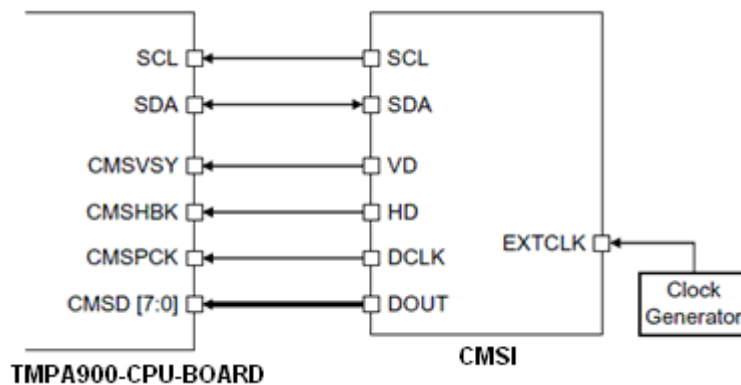 SCL
SCL
SDA
SDA
CMSVSY
VD
CMSHBK
HD
EXTCLK
CMSPCK
DCLK
CMSD [7:0]
DOUT
Clock
Generator
CMSI
TMPA900-CPU-BOARD